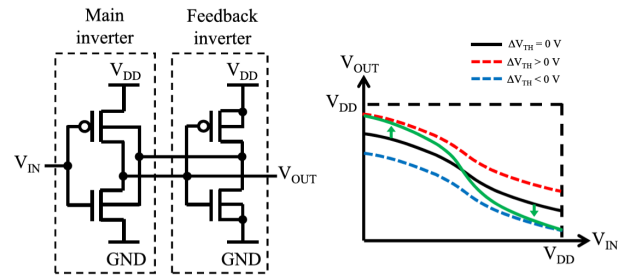 Main
inverter
Feedback
inverter
V_DD
V_DD
V_IN
V_OUT
GND
GND
ΔV_TH = 0 V
ΔV_TH > 0 V
ΔV_TH < 0 V
V_OUT
V_DD
V_IN
V_DD